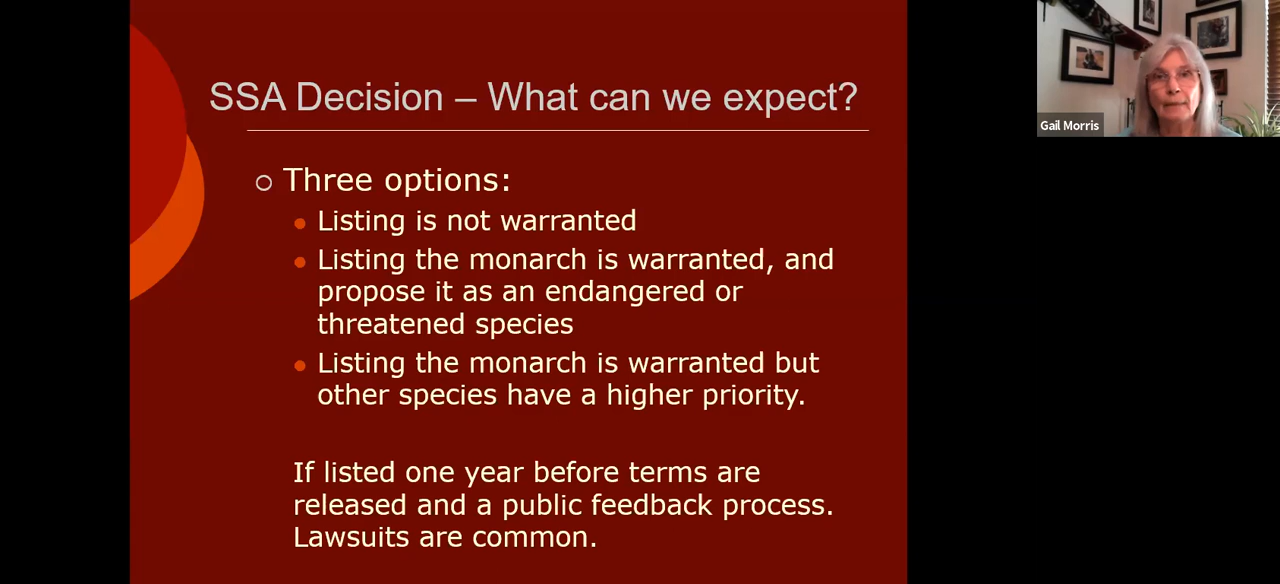 SSA Decision – What can we expect?
Three options:
Listing is not warranted
Listing the monarch is warranted, and
propose it as an endangered or
threatened species
Listing the monarch is warranted but
other species have a higher priority.
If listed one year before terms are
released and a public feedback process.
Lawsuits are common.
Gail Morris